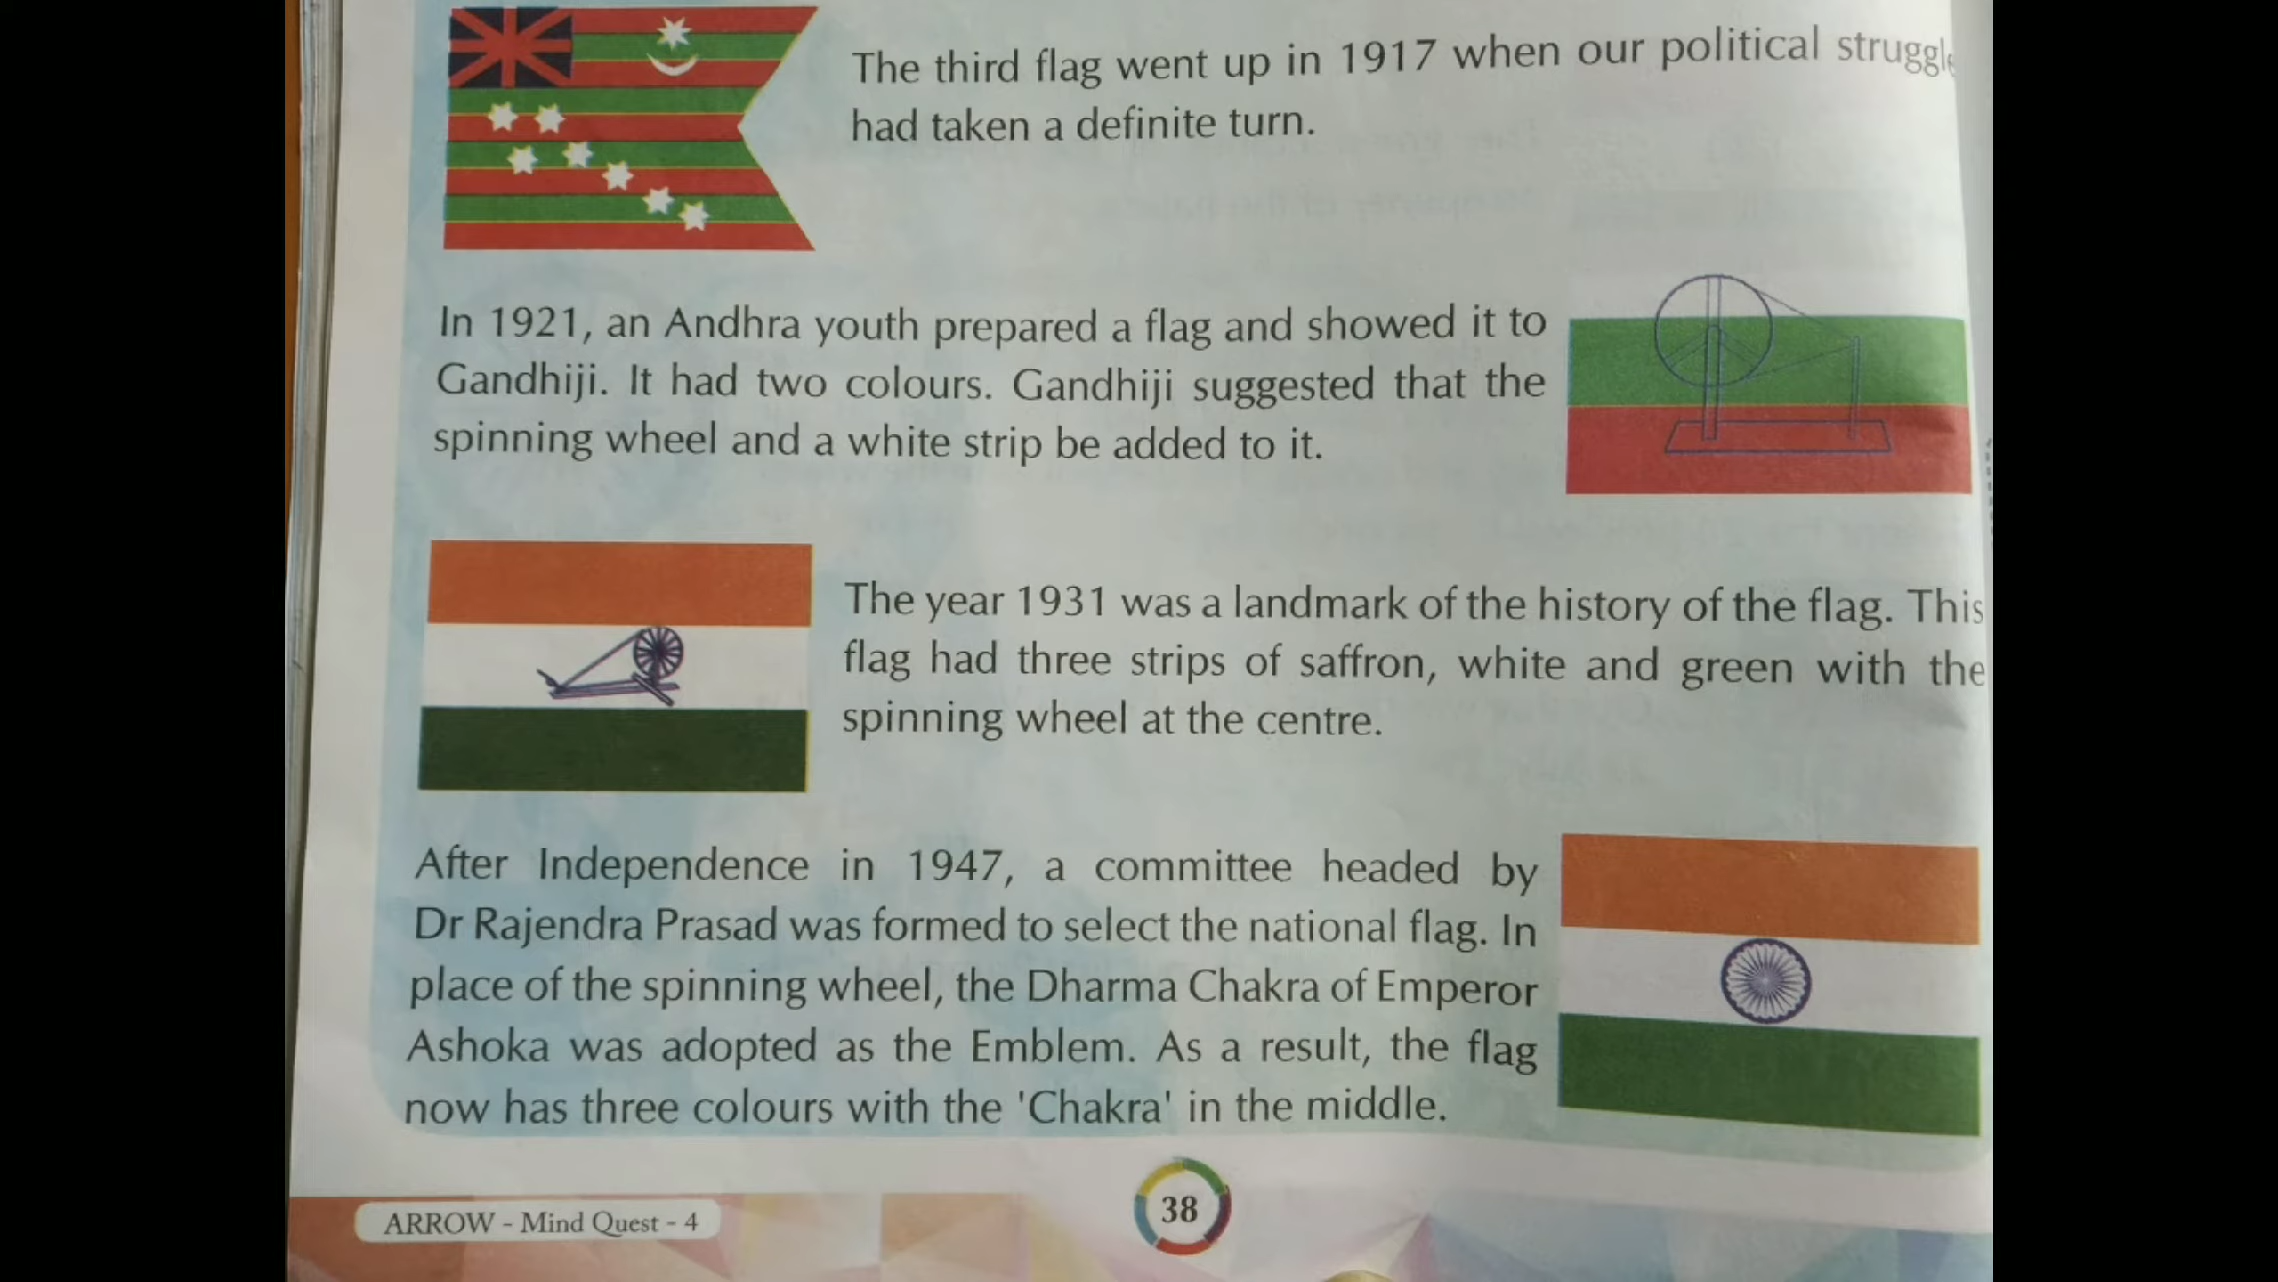 The third flag went up in 1917 when our political struggle
had taken a definite turn.
In 1921, an Andhra youth prepared a flag and showed it to
Gandhiji. It had two colours. Gandhiji suggested that the
spinning wheel and a white strip be added to it.
The year 1931 was a landmark of the history of the flag. This
flag had three strips of saffron, white and green with the
spinning wheel at the centre.
After Independence in 1947, a committee headed by
Dr Rajendra Prasad was formed to select the national flag. In
place of the spinning wheel, the Dharma Chakra of Emperor
Ashoka was adopted as the Emblem. As a result, the flag
now has three colours with the 'Chakra' in the middle.
ARROW - Mind Quest - 4
38